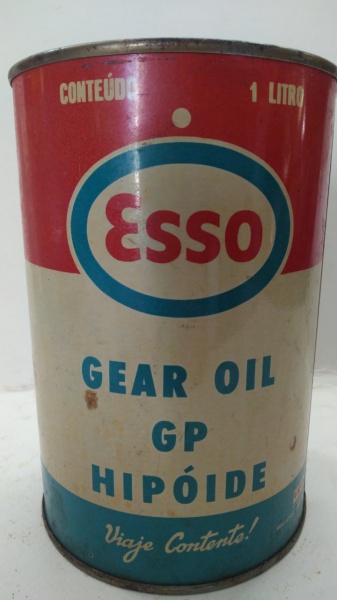 CONTEÚDO 1 LITRO
Esso
GEAR OIL
GP
HIPÓIDE
Viaje Contente!